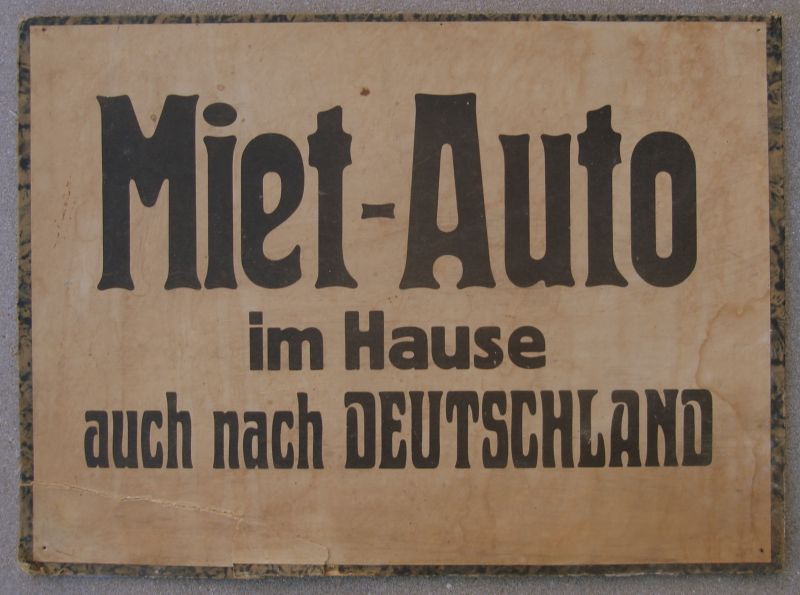 Miet-Auto
im Hause
auch nach DEUTSCHLAND